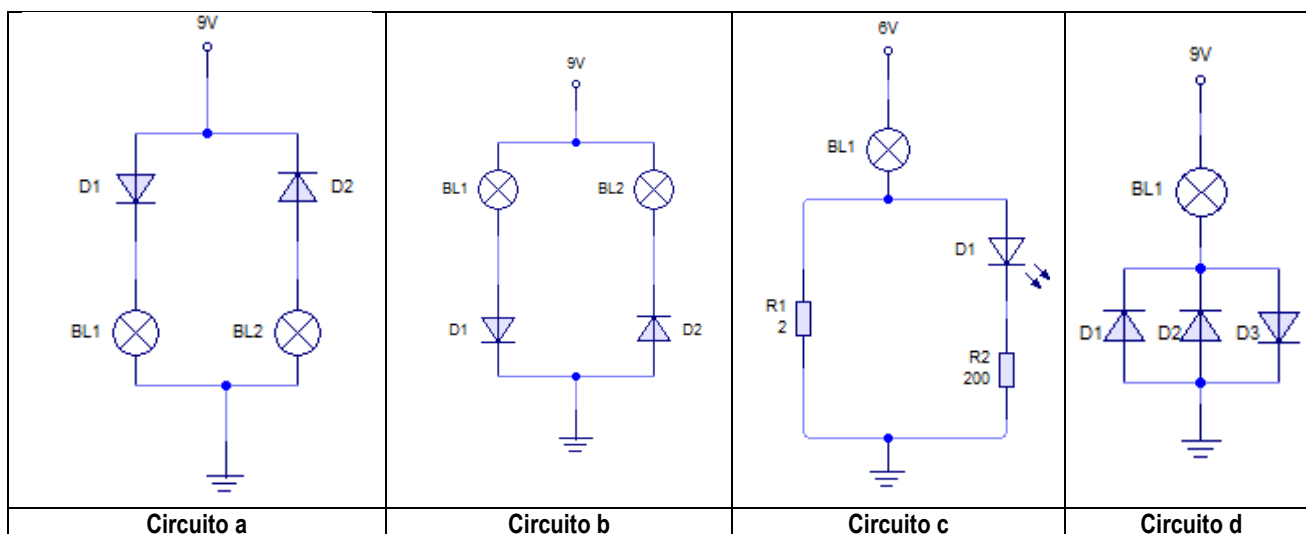 9V
D1
D2
BL1
BL2
Circuito a
9V
BL1
BL2
D1
D2
Circuito b
6V
BL1
D1
R1
2
R2
200
Circuito c
9V
BL1
D1
D2
D3
Circuito d